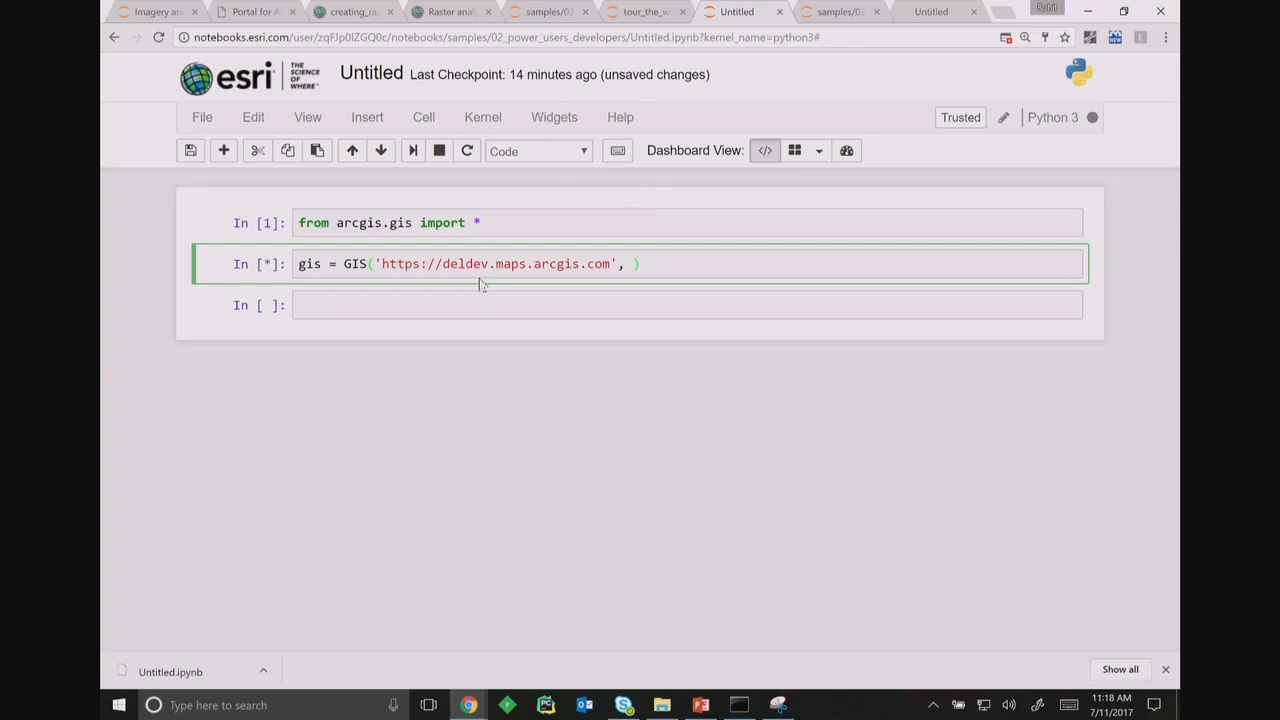 Imagery an
Portal for A
creating_ra
Raster anal
samples/02
tour_the_w
Untitled
samples/02
Untitled
Rohit
notebooks.esri.com/user/zqFJp0lZGQ0c/notebooks/samples/02_power_users_developers/Untitled.ipynb?kernel_name=python3#
esri THE SCIENCE OF WHERE™
Untitled Last Checkpoint: 14 minutes ago (unsaved changes)
File Edit View Insert Cell Kernel Widgets Help Trusted Python 3
Code Dashboard View:
In [1]: from arcgis.gis import *
In [*]: gis = GIS('https://deldev.maps.arcgis.com', )
In [ ]:
Untitled.ipynb Show all
Type here to search
11:18 AM
7/11/2017